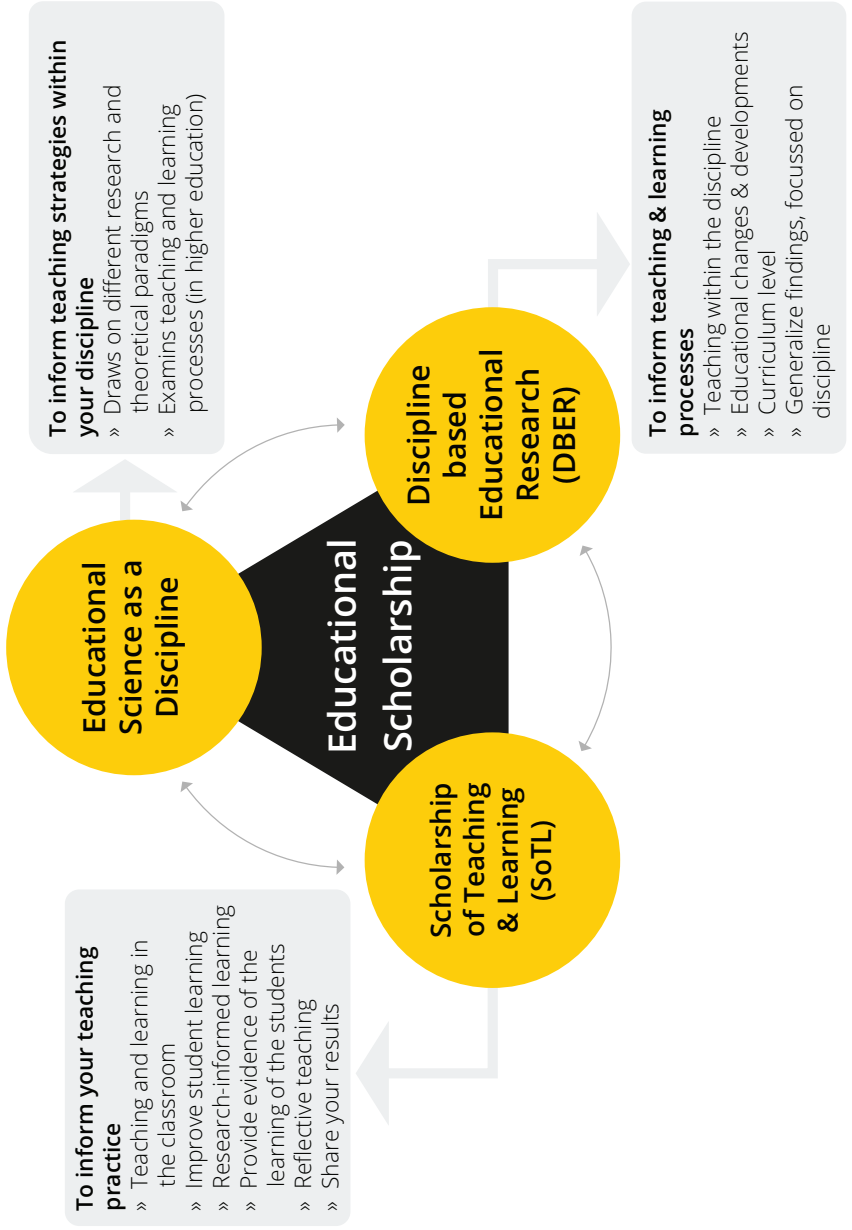 To inform your teaching
practice
» Teaching and learning in
the classroom
» Improve student learning
» Research-informed learning
» Provide evidence of the
learning of the students
» Reflective teaching
» Share your results
Educational
Science as a
Discipline
To inform teaching strategies within
your discipline
» Draws on different research and
theoretical paradigms
» Examins teaching and learning
processes (in higher education)
Educational
Scholarship
Scholarship
of Teaching
& Learning
(SoTL)
Discipline
based
Educational
Research
(DBER)
To inform teaching & learning
processes
» Teaching within the discipline
» Educational changes & developments
» Curriculum level
» Generalize findings, focussed on
discipline